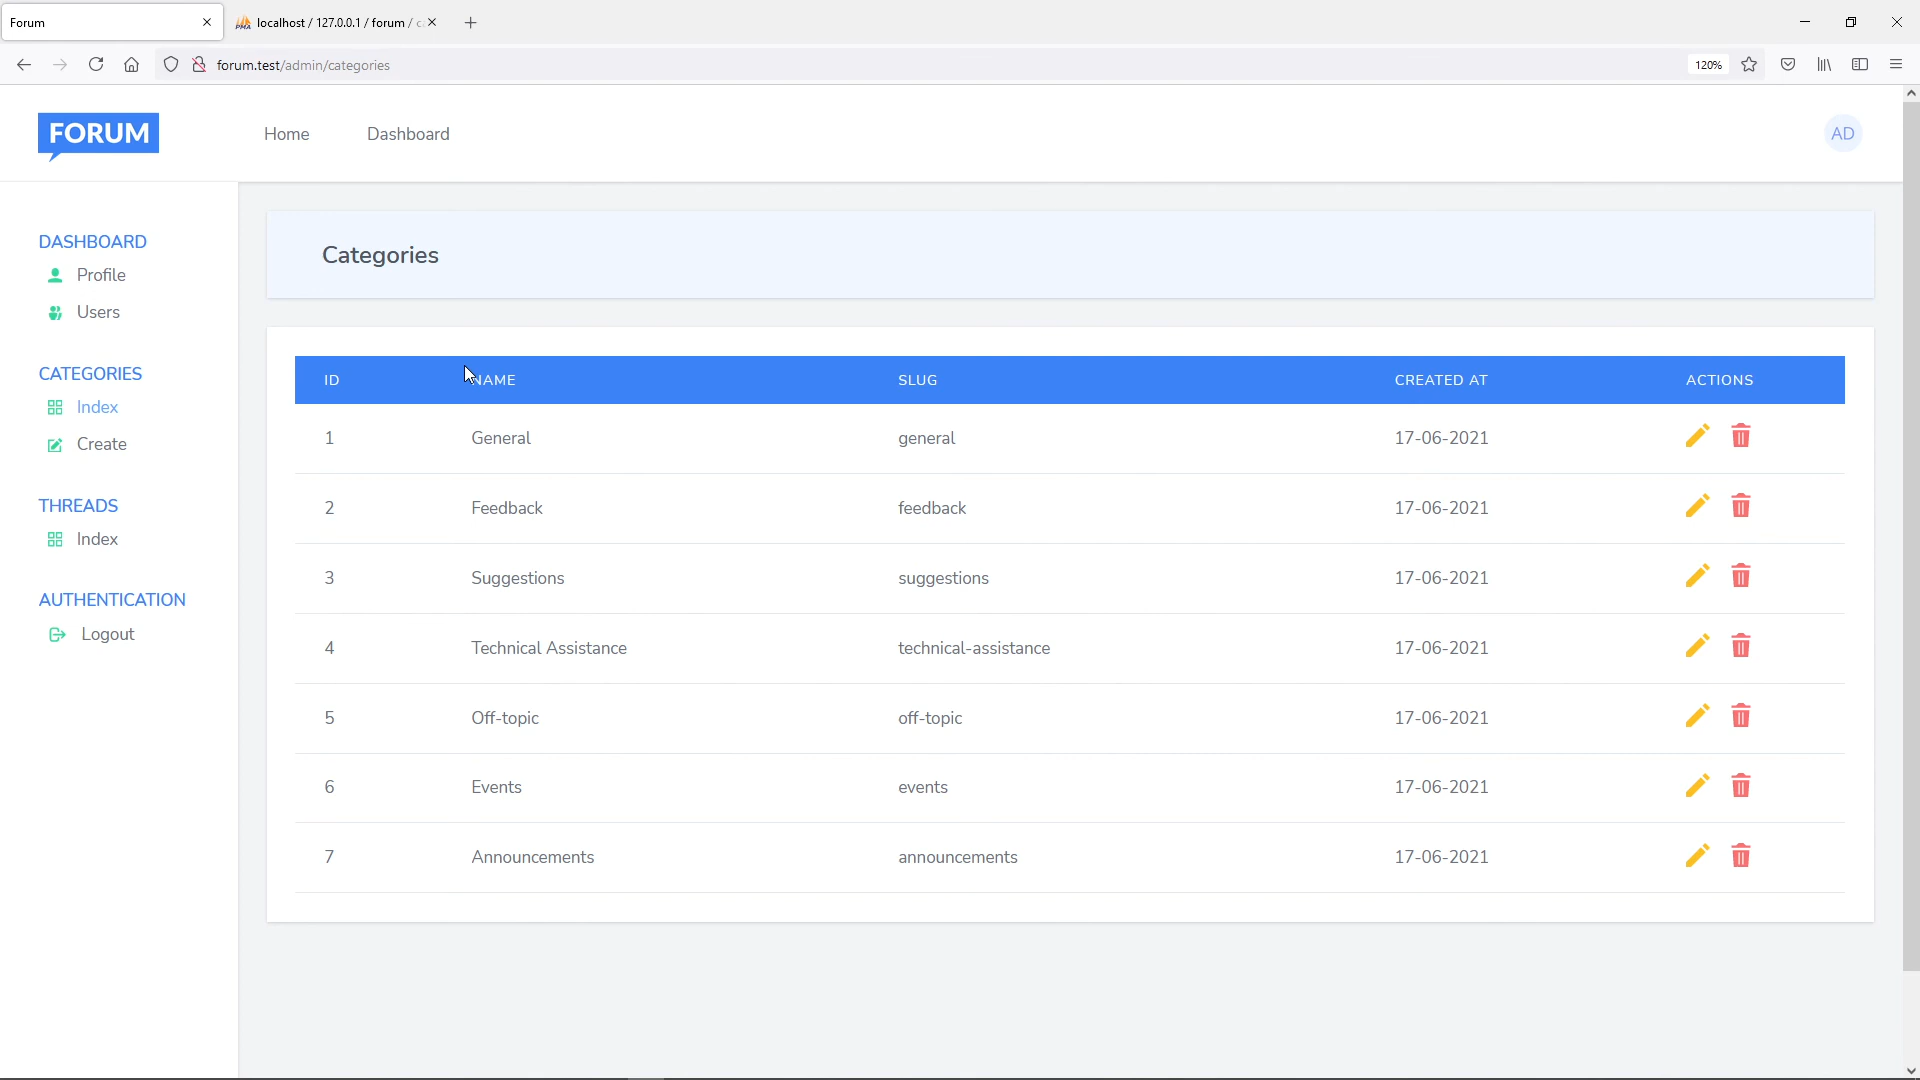 Forum
localhost / 127.0.0.1 / forum / c
forum.test/admin/categories
120%
FORUM
Home
Dashboard
AD
DASHBOARD
Profile
Users
CATEGORIES
Index
Create
THREADS
Index
AUTHENTICATION
Logout
Categories
ID NAME SLUG CREATED AT ACTIONS
1 General general 17-06-2021
2 Feedback feedback 17-06-2021
3 Suggestions suggestions 17-06-2021
4 Technical Assistance technical-assistance 17-06-2021
5 Off-topic off-topic 17-06-2021
6 Events events 17-06-2021
7 Announcements announcements 17-06-2021